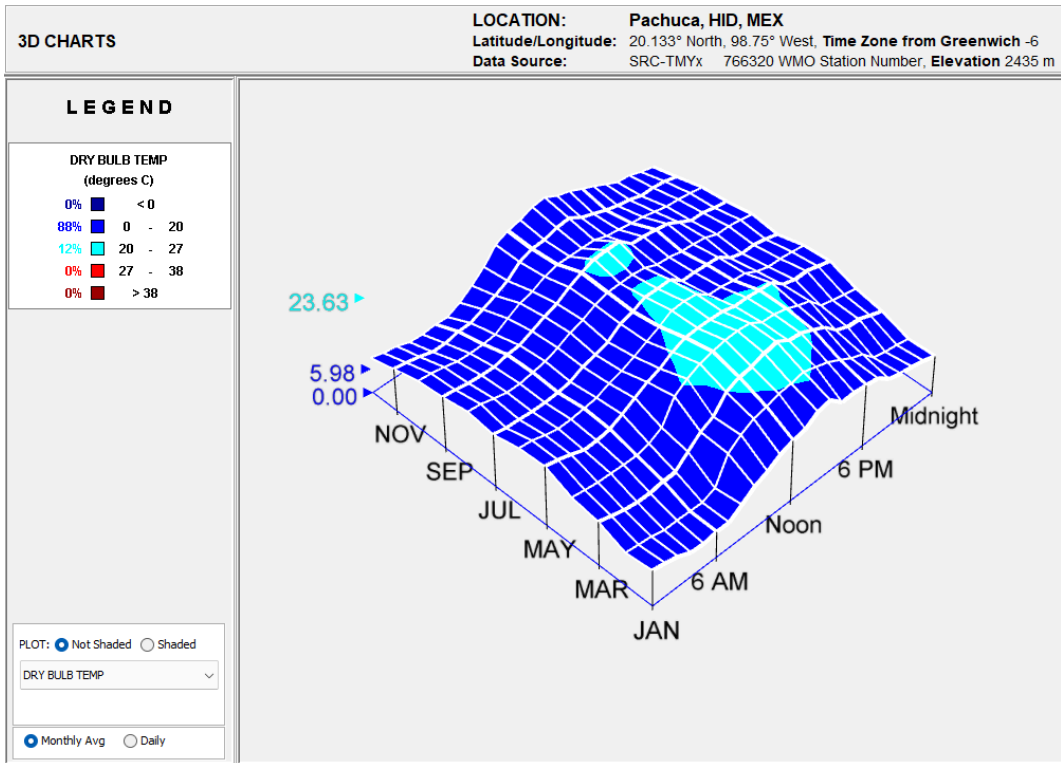 3D CHARTS
LOCATION: Pachuca, HID, MEX
Latitude/Longitude: 20.133° North, 98.75° West, Time Zone from Greenwich -6
Data Source: SRC-TMYx 766320 WMO Station Number, Elevation 2435 m
LEGEND
DRY BULB TEMP
(degrees C)
0% < 0
88% 0 - 20
12% 20 - 27
0% 27 - 38
0% > 38
23.63
5.98
0.00
NOV
SEP
JUL
MAY
MAR
JAN
6 AM
Noon
6 PM
Midnight
PLOT: Not Shaded Shaded
DRY BULB TEMP
Monthly Avg Daily